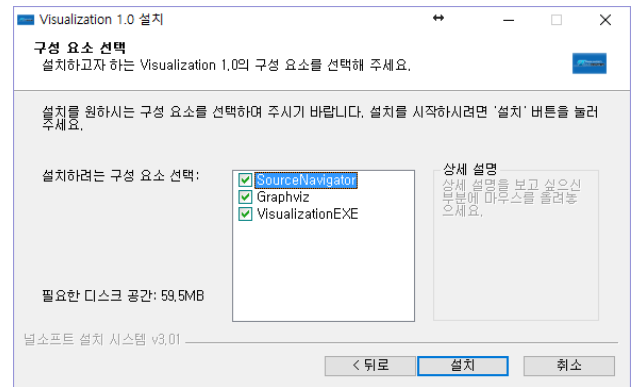 Visualization 1.0 설치
구성 요소 선택
설치하고자 하는 Visualization 1.0의 구성 요소를 선택해 주세요.
설치를 원하시는 구성 요소를 선택하여 주시기 바랍니다. 설치를 시작하시려면 '설치' 버튼을 눌러
주세요.
설치하려는 구성 요소 선택:
SourceNavigator
Graphviz
VisualizationEXE
상세 설명
상세 설명을 보고 싶으신
부분에 마우스를 올려놓
으세요.
필요한 디스크 공간: 59.5MB
널소프트 설치 시스템 v3.01
< 뒤로
설치
취소